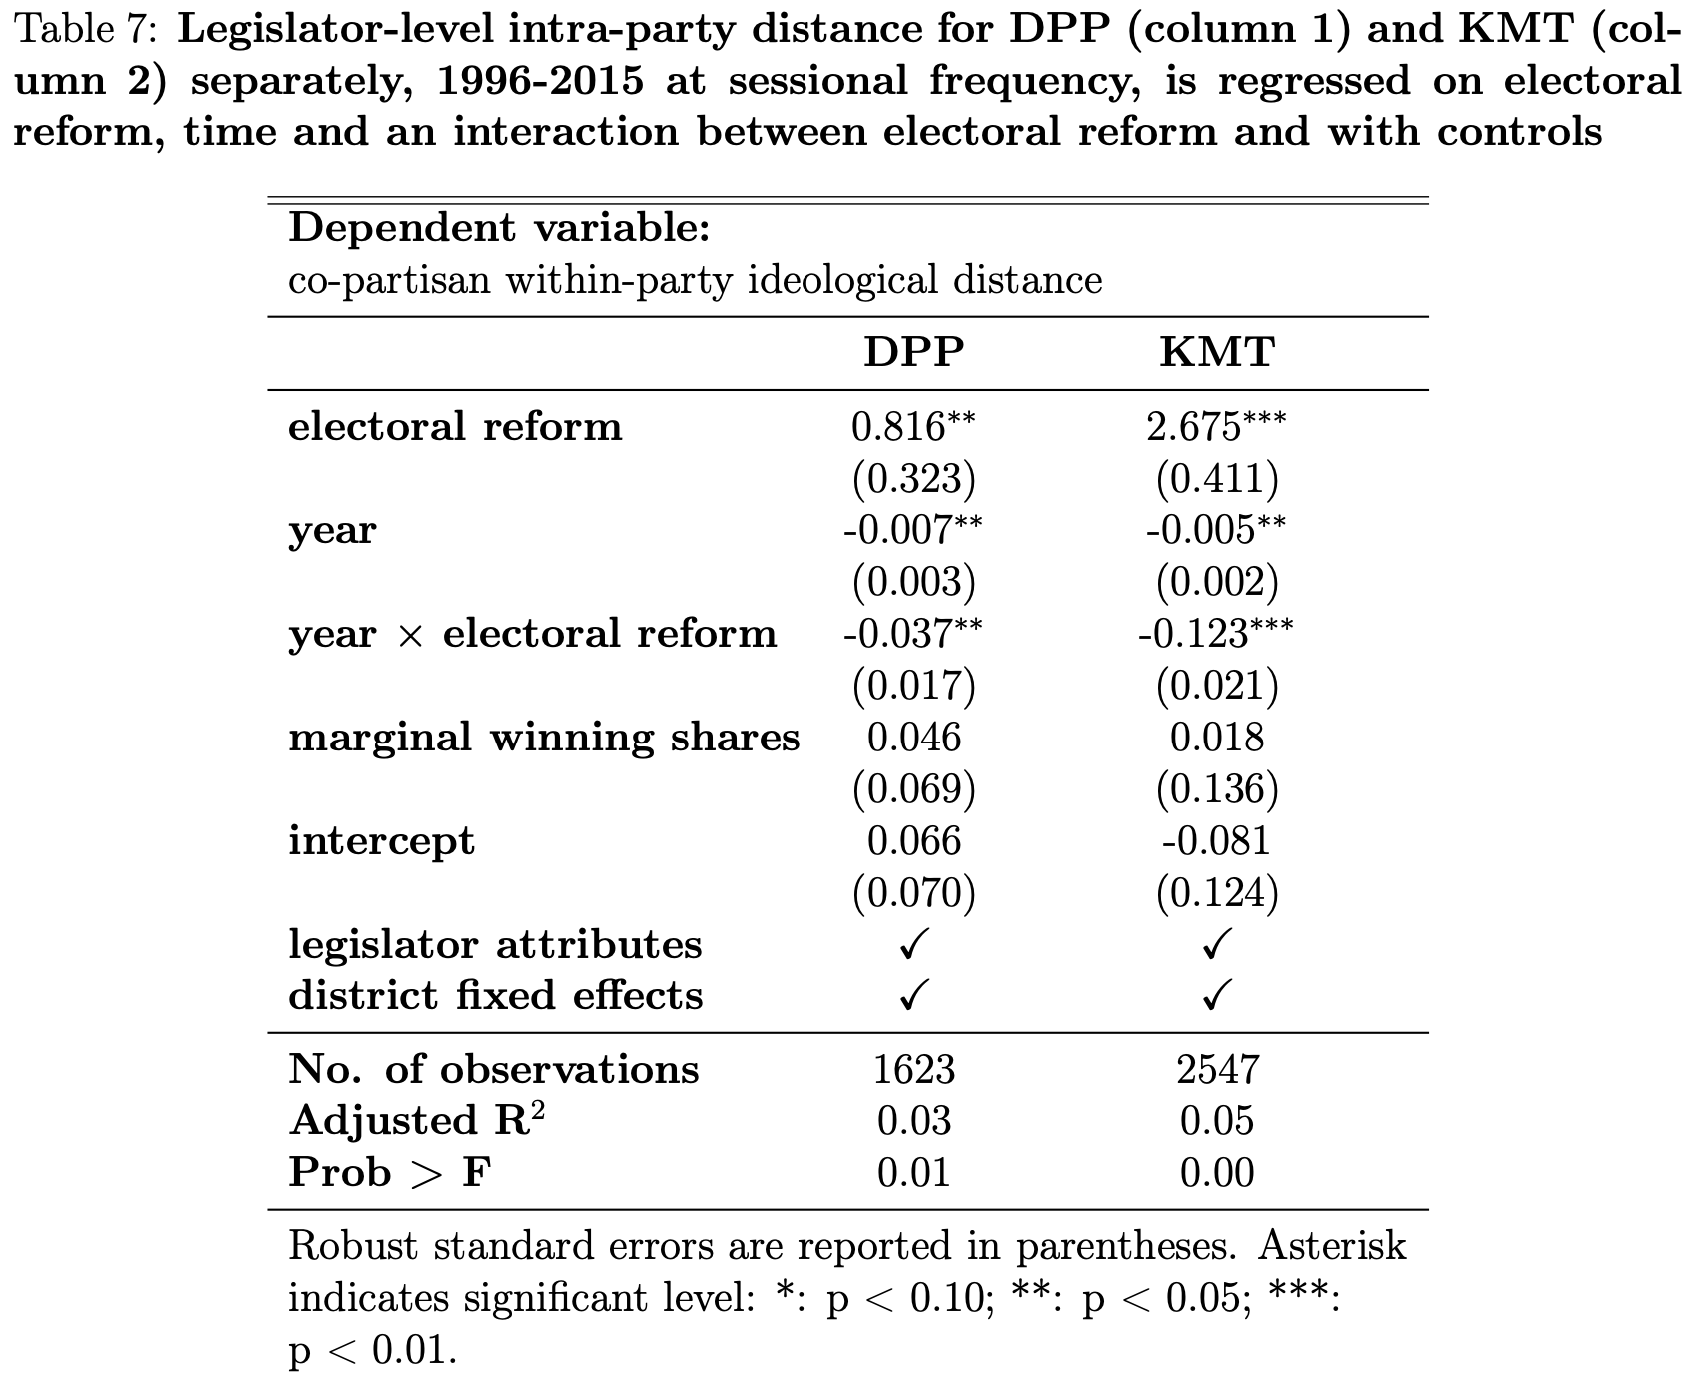 Table 7: Legislator-level intra-party distance for DPP (column 1) and KMT (col-
umn 2) separately, 1996-2015 at sessional frequency, is regressed on electoral
reform, time and an interaction between electoral reform and with controls
Dependent variable:
co-partisan within-party ideological distance
DPP KMT
electoral reform 0.816** 2.675***
(0.323) (0.411)
year -0.007** -0.005**
(0.003) (0.002)
year × electoral reform -0.037** -0.123***
(0.017) (0.021)
marginal winning shares 0.046 0.018
(0.069) (0.136)
intercept 0.066 -0.081
(0.070) (0.124)
legislator attributes ✓ ✓
district fixed effects ✓ ✓
No. of observations 1623 2547
Adjusted R² 0.03 0.05
Prob > F 0.01 0.00
Robust standard errors are reported in parentheses. Asterisk
indicates significant level: *: p < 0.10; **: p < 0.05; ***:
p < 0.01.